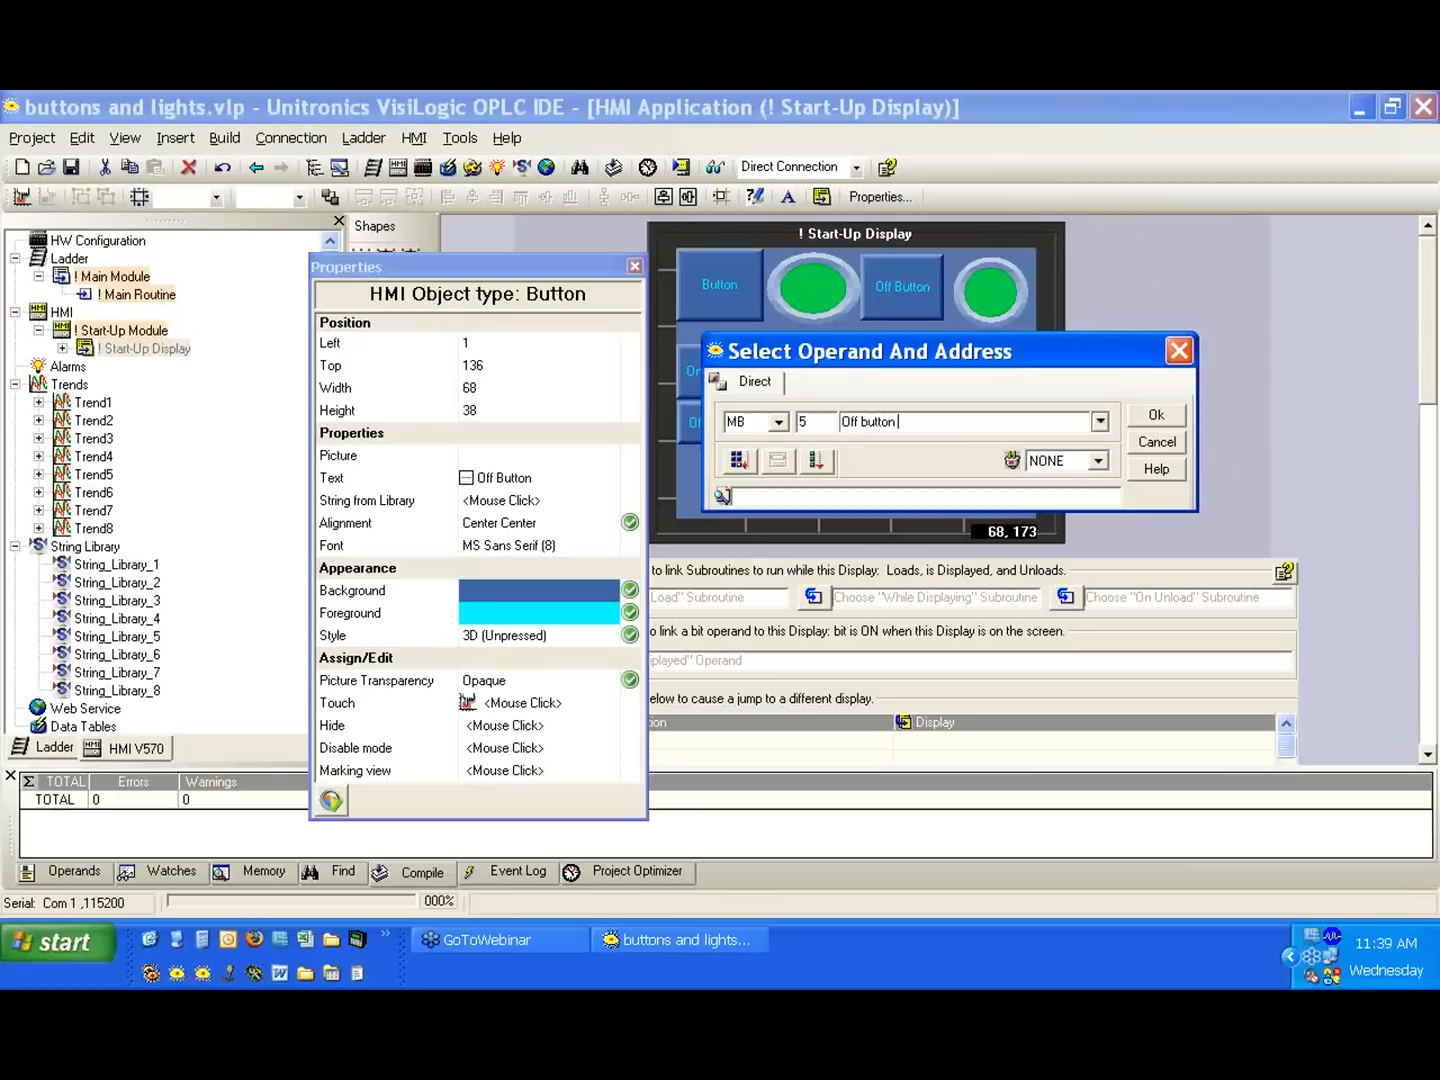 buttons and lights.vlp - Unitronics VisiLogic OPLC IDE - [HMI Application (! Start-Up Display)]
Project Edit View Insert Build Connection Ladder HMI Tools Help
Direct Connection
Properties...
HW Configuration
Ladder
! Main Module
! Main Routine
HMI
! Start-Up Module
! Start-Up Display
Alarms
Trends
Trend1
Trend2
Trend3
Trend4
Trend5
Trend6
Trend7
Trend8
String Library
String_Library_1
String_Library_2
String_Library_3
String_Library_4
String_Library_5
String_Library_6
String_Library_7
String_Library_8
Web Service
Data Tables
Ladder HMI V570
Shapes
Properties
HMI Object type: Button
Position
Left 1
Top 136
Width 68
Height 38
Properties
Picture
Text Off Button
String from Library <Mouse Click>
Alignment Center Center
Font MS Sans Serif (8)
Appearance
Background
Foreground
Style 3D (Unpressed)
Assign/Edit
Picture Transparency Opaque
Touch <Mouse Click>
Hide <Mouse Click>
Disable mode <Mouse Click>
Marking view <Mouse Click>
! Start-Up Display
Button Off Button
On
Of
Select Operand And Address
Direct
MB 5 Off button Ok
Cancel
NONE Help
68, 173
to link Subroutines to run while this Display: Loads, is Displayed, and Unloads.
Load" Subroutine Choose "While Displaying" Subroutine Choose "On Unload" Subroutine
to link a bit operand to this Display: bit is ON when this Display is on the screen.
played" Operand
elow to cause a jump to a different display.
ion Display
Σ TOTAL Errors Warnings
TOTAL 0 0
Operands Watches Memory Find Compile Event Log Project Optimizer
Serial: Com 1 ,115200 000%
start GoToWebinar buttons and lights... 11:39 AM
Wednesday